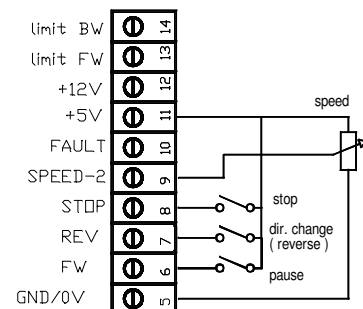 limit BW 14
limit FW 13
+12V 12
+5V 11
speed
FAULT 10
SPEED-2 9
STOP 8
stop
REV 7
dir. change
( reverse )
FW 6
pause
GND/0V 5